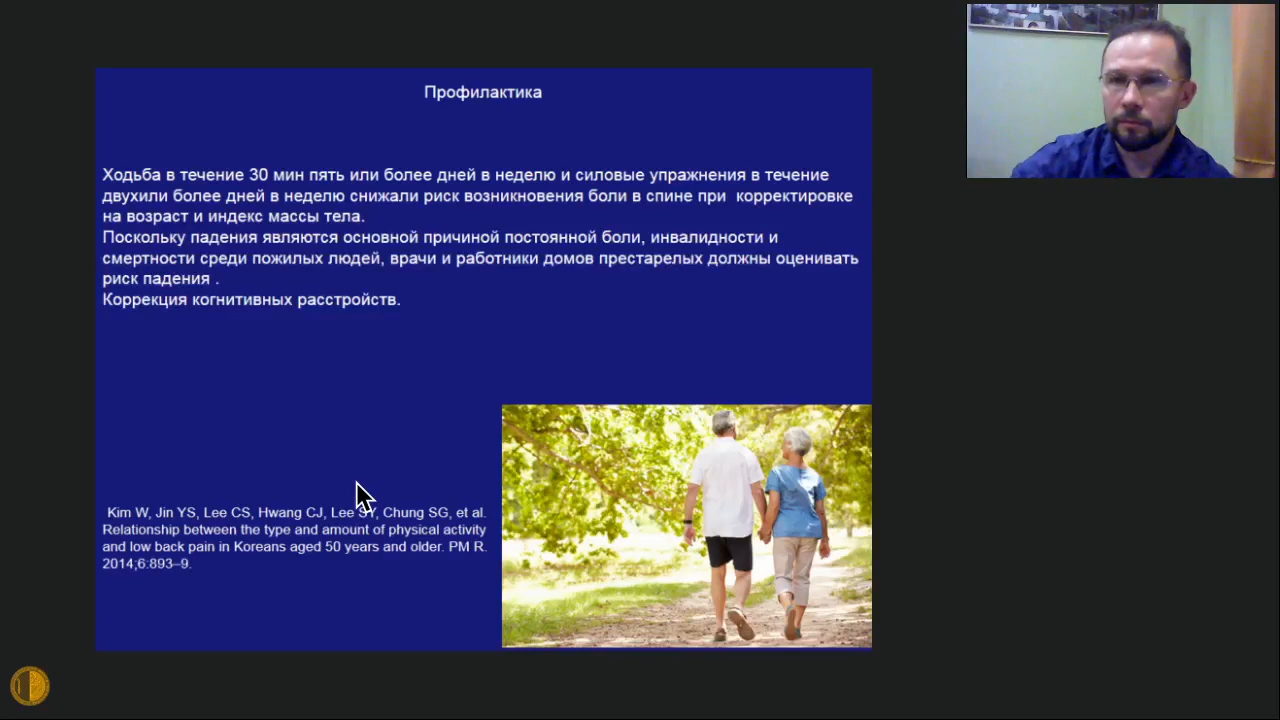 Профилактика
Ходьба в течение 30 мин пять или более дней в неделю и силовые упражнения в течение
двухили более дней в неделю снижали риск возникновения боли в спине при  корректировке
на возраст и индекс массы тела.
Поскольку падения являются основной причиной постоянной боли, инвалидности и
смертности среди пожилых людей, врачи и работники домов престарелых должны оценивать
риск падения .
Коррекция когнитивных расстройств.
Kim W, Jin YS, Lee CS, Hwang CJ, Lee SY, Chung SG, et al.
Relationship between the type and amount of physical activity
and low back pain in Koreans aged 50 years and older. PM R.
2014;6:893–9.